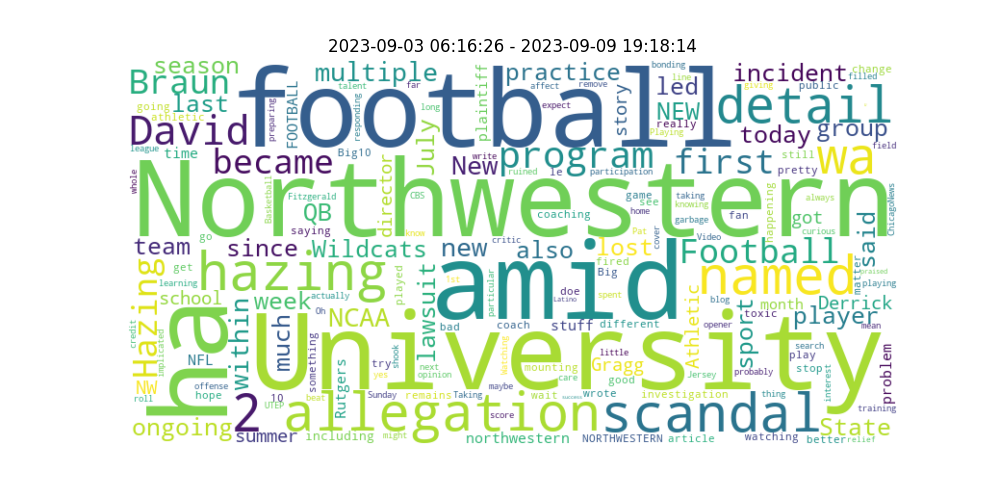 2023-09-03 06:16:26 - 2023-09-09 19:18:14
season multiple practice bonding incident change
Braun talent far affect remove led line giving public filled
going last FOOTBALL responding football plaintiff expect story NEW detail
athletic David preparing long really Playing today group
league time became Big10 July New write program ruined le participation first still pretty wa field
whole Northwestern Basketball Fitzgerald CBS director game see taking knowing happening always ChicagoNews
QB coaching home garbage fan got curious
saying know Pat cover Video said
team go since Wildcats new critic also lost Football
Hazing get hazing played lawsuit amid 1st particular fired Big named matter praised
learning school week actually doe Latino spent blog month Derrick playing
ha within much Oh NCAA bad coach stuff different Athletic opener sport toxic player mean
credit implicated NFL something try shook next opinion University Watching little search play problem
NW offense hope Rutgers yes maybe mounting care Gragg good Jersey probably stop interest
roll 2 10 UTEP beat Sunday remains Taking wait success wrote investigation thing training
allegation score scandal State
ongoing summer including might northwestern NORTHWESTERN article watching better relief